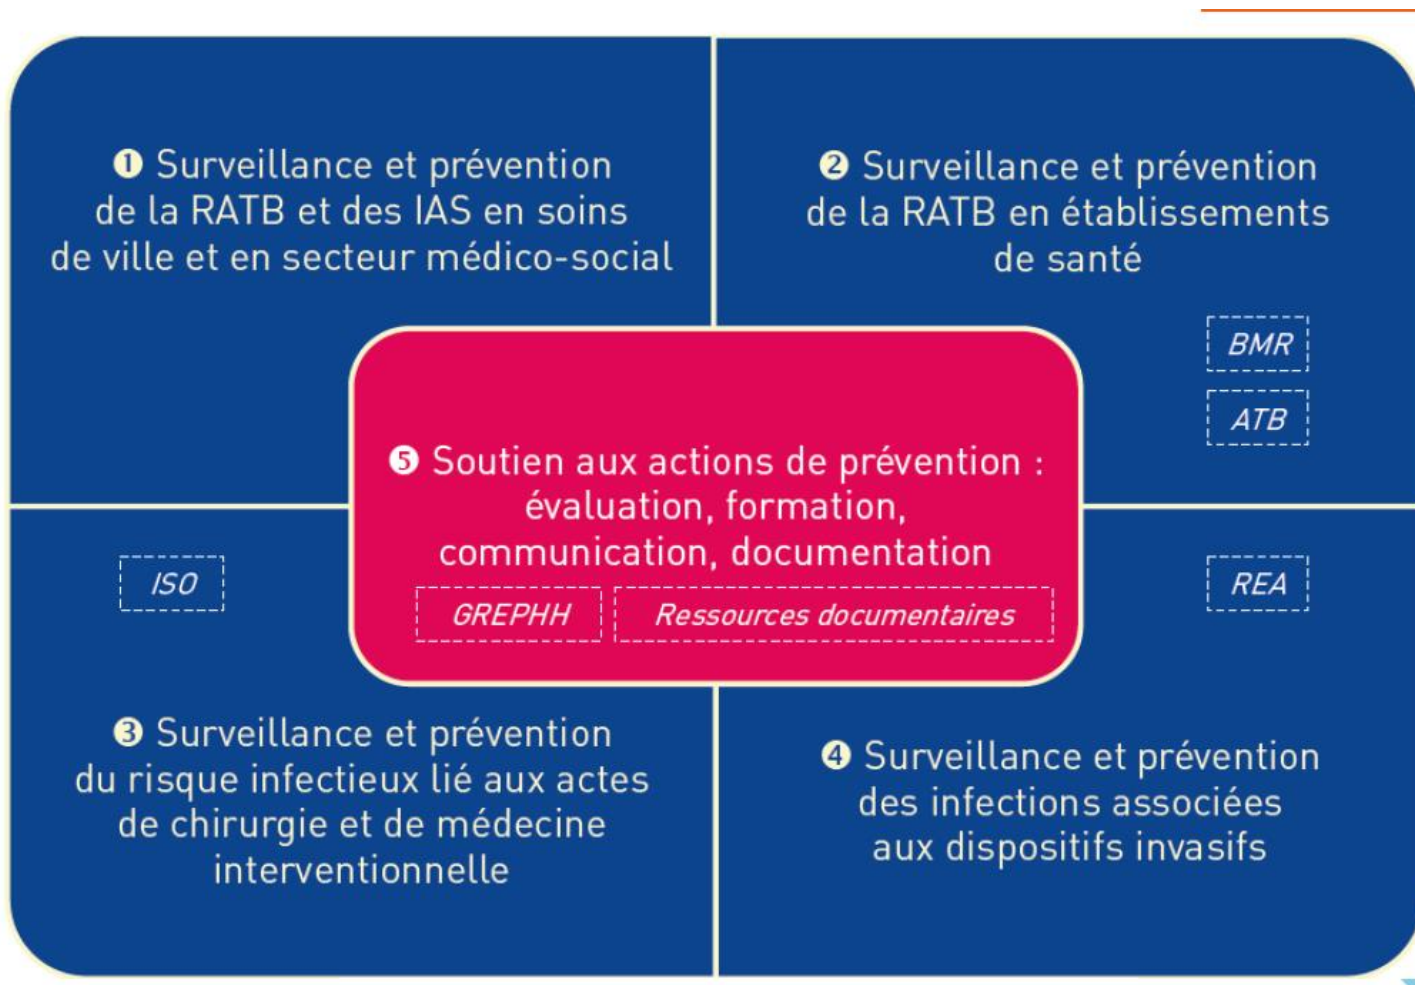 ❶ Surveillance et prévention
de la RATB et des IAS en soins
de ville et en secteur médico-social
❷ Surveillance et prévention
de la RATB en établissements
de santé
BMR
ATB
❺ Soutien aux actions de prévention :
évaluation, formation,
communication, documentation
GREPHH
Ressources documentaires
ISO
REA
❸ Surveillance et prévention
du risque infectieux lié aux actes
de chirurgie et de médecine
interventionnelle
❹ Surveillance et prévention
des infections associées
aux dispositifs invasifs